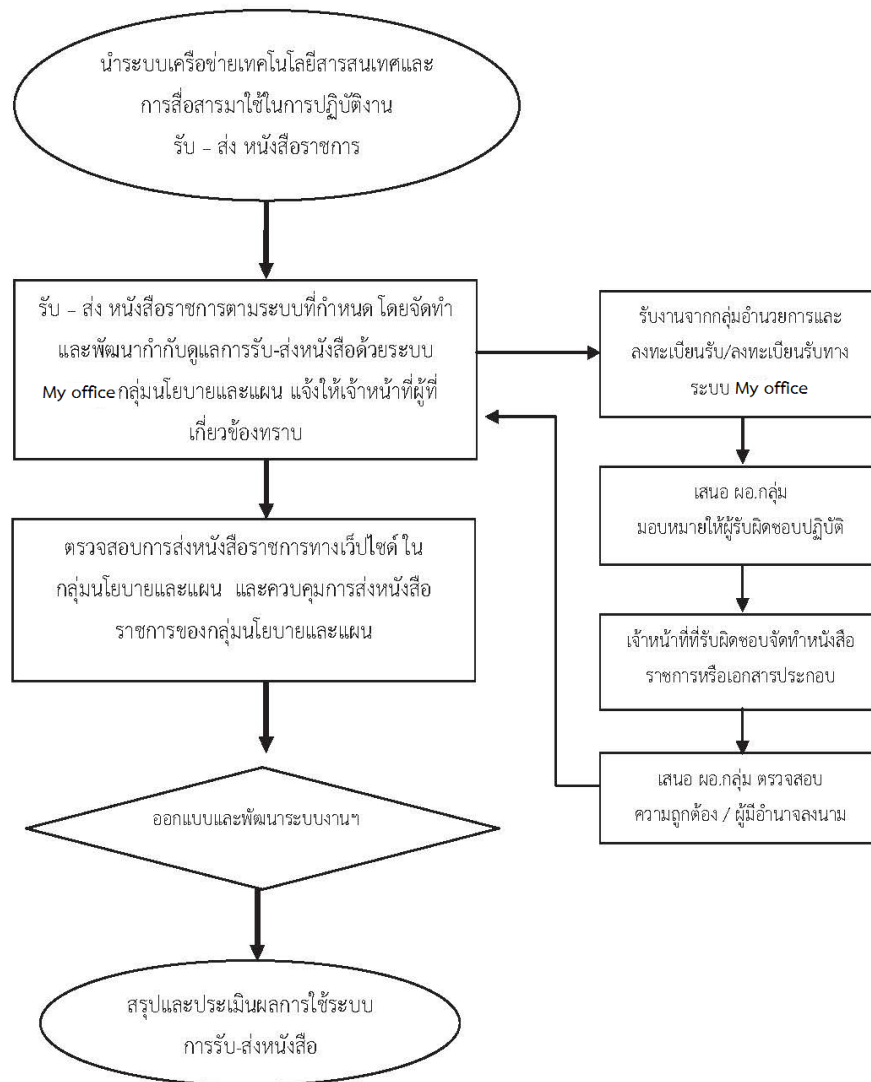 นำระบบเครือข่ายเทคโนโลยีสารสนเทศและ
การสื่อสารมาใช้ในการปฏิบัติงาน
รับ – ส่ง หนังสือราชการ
รับ – ส่ง หนังสือราชการตามระบบที่กำหนด โดยจัดทำ
และพัฒนากำกับดูแลการรับ-ส่งหนังสือด้วยระบบ
My office กลุ่มนโยบายและแผน แจ้งให้เจ้าหน้าที่ผู้ที่
เกี่ยวข้องทราบ
รับงานจากกลุ่มอำนวยการและ
ลงทะเบียนรับ/ลงทะเบียนรับทาง
ระบบ My office
เสนอ ผอ.กลุ่ม
มอบหมายให้ผู้รับผิดชอบปฏิบัติ
เจ้าหน้าที่ที่รับผิดชอบจัดทำหนังสือ
ราชการหรือเอกสารประกอบ
เสนอ ผอ.กลุ่ม ตรวจสอบ
ความถูกต้อง / ผู้มีอำนาจลงนาม
ตรวจสอบการส่งหนังสือราชการทางเว็ปไซด์ ใน
กลุ่มนโยบายและแผน และควบคุมการส่งหนังสือ
ราชการของกลุ่มนโยบายและแผน
ออกแบบและพัฒนาระบบงานฯ
สรุปและประเมินผลการใช้ระบบ
การรับ-ส่งหนังสือ